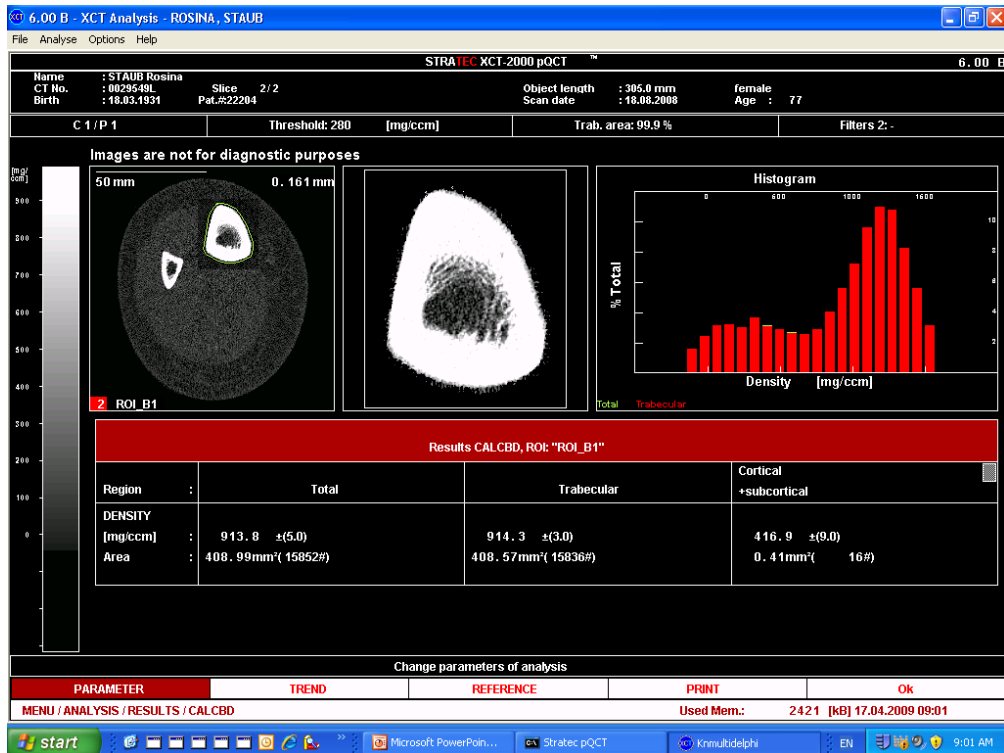 6.00 B - XCT Analysis - ROSINA, STAUB
File Analyse Options Help
STRATEC XCT-2000 pQCT ™ 6.00 B
Name : STAUB Rosina
CT No. : 0029549L Slice 2/2 Object length : 305.0 mm female
Birth : 18.03.1931 Pat.#:22204 Scan date : 18.08.2008 Age : 77
C 1 / P 1 Threshold: 280 [mg/ccm] Trab. area: 99.9 % Filters 2: -
Images are not for diagnostic purposes
[mg/ccm]
900
800
700
600
500
400
300
200
100
0
50 mm 0.161 mm
2 ROI_B1
Histogram
0 600 1000 1600
10
8
6
4
2
% Total
Density [mg/ccm]
Total Trabecular
Results CALCBD, ROI: "ROI_B1"
Region : Total Trabecular Cortical +subcortical
DENSITY
[mg/ccm] : 913.8 ±(5.0) 914.3 ±(3.0) 416.9 ±(9.0)
Area : 408.99mm²( 15852#) 408.57mm²( 15836#) 0.41mm²( 16#)
Change parameters of analysis
PARAMETER TREND REFERENCE PRINT Ok
MENU / ANALYSIS / RESULTS / CALCBD Used Mem.: 2421 [kB] 17.04.2009 09:01
start Microsoft PowerPoin... Stratec pQCT Knmultidelphi EN 9:01 AM